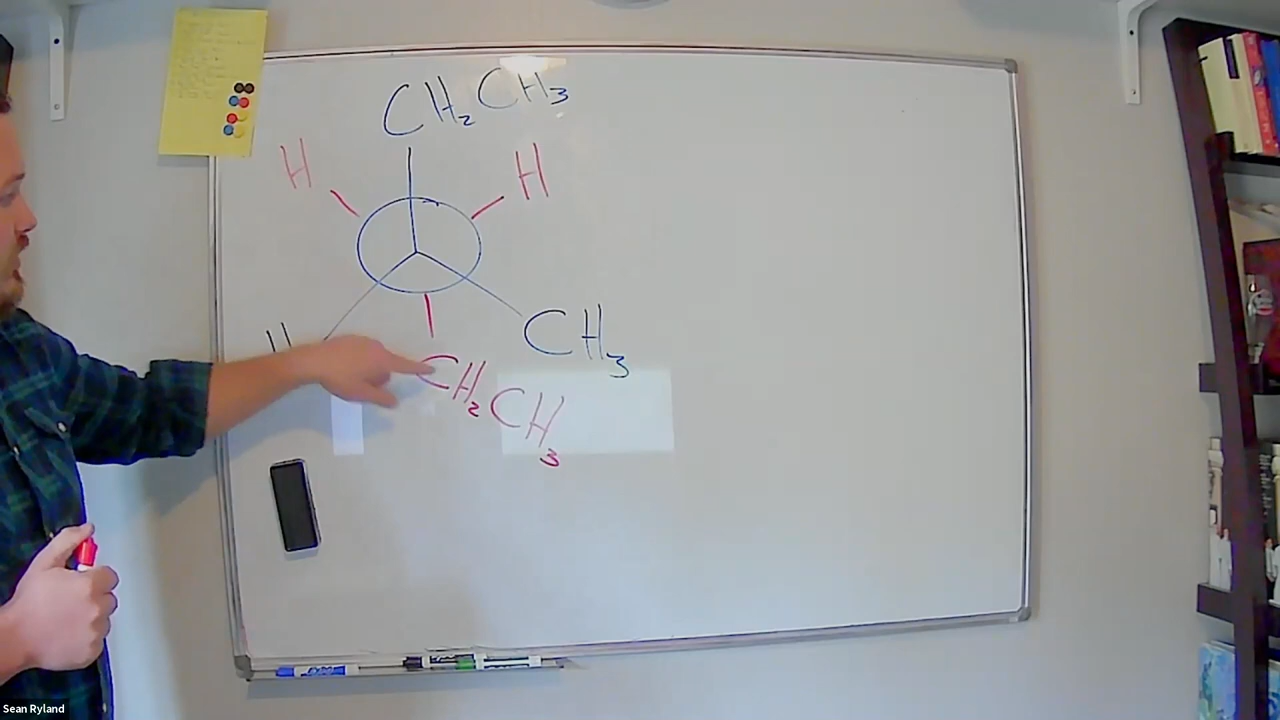 CH₂CH₃
H H
H
CH₃
CH₂CH₃
Sean Ryland